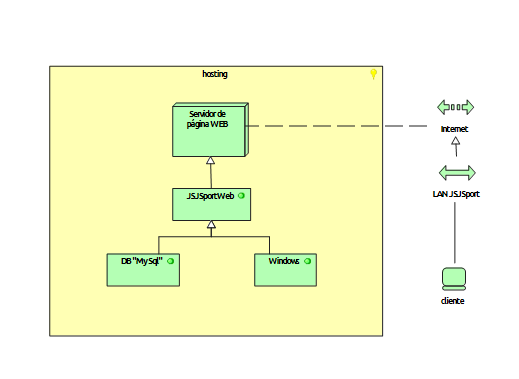 hosting
Servidor de
página WEB
Internet
LAN JSJSport
JSJSportWeb
DB "MySql"
Windows
cliente